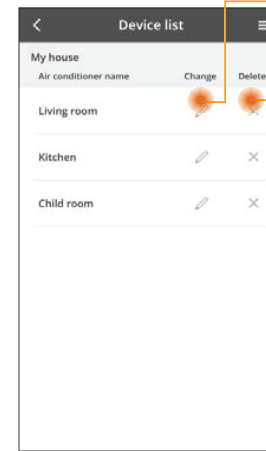 Device list
My house
Air conditioner name Change Delete
Living room
Kitchen
Child room